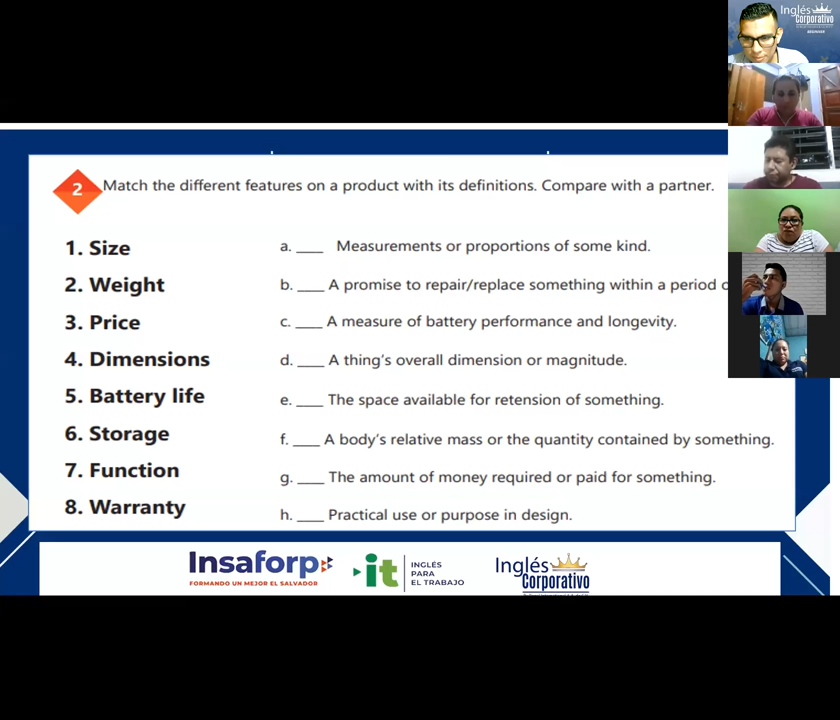 Inglés
Corporativo
BEGINNER
2
Match the different features on a product with its definitions. Compare with a partner.
1. Size
a. ____ Measurements or proportions of some kind.
2. Weight
b. ____ A promise to repair/replace something within a period
3. Price
c. ____ A measure of battery performance and longevity.
4. Dimensions
d. ____ A thing's overall dimension or magnitude.
5. Battery life
e. ____ The space available for retension of something.
6. Storage
f. ____ A body's relative mass or the quantity contained by something.
7. Function
g. ____ The amount of money required or paid for something.
8. Warranty
h. ____ Practical use or purpose in design.
Insaforp
FORMANDO UN MEJOR EL SALVADOR
it
INGLÉS
PARA
EL TRABAJO
Inglés
Corporativo